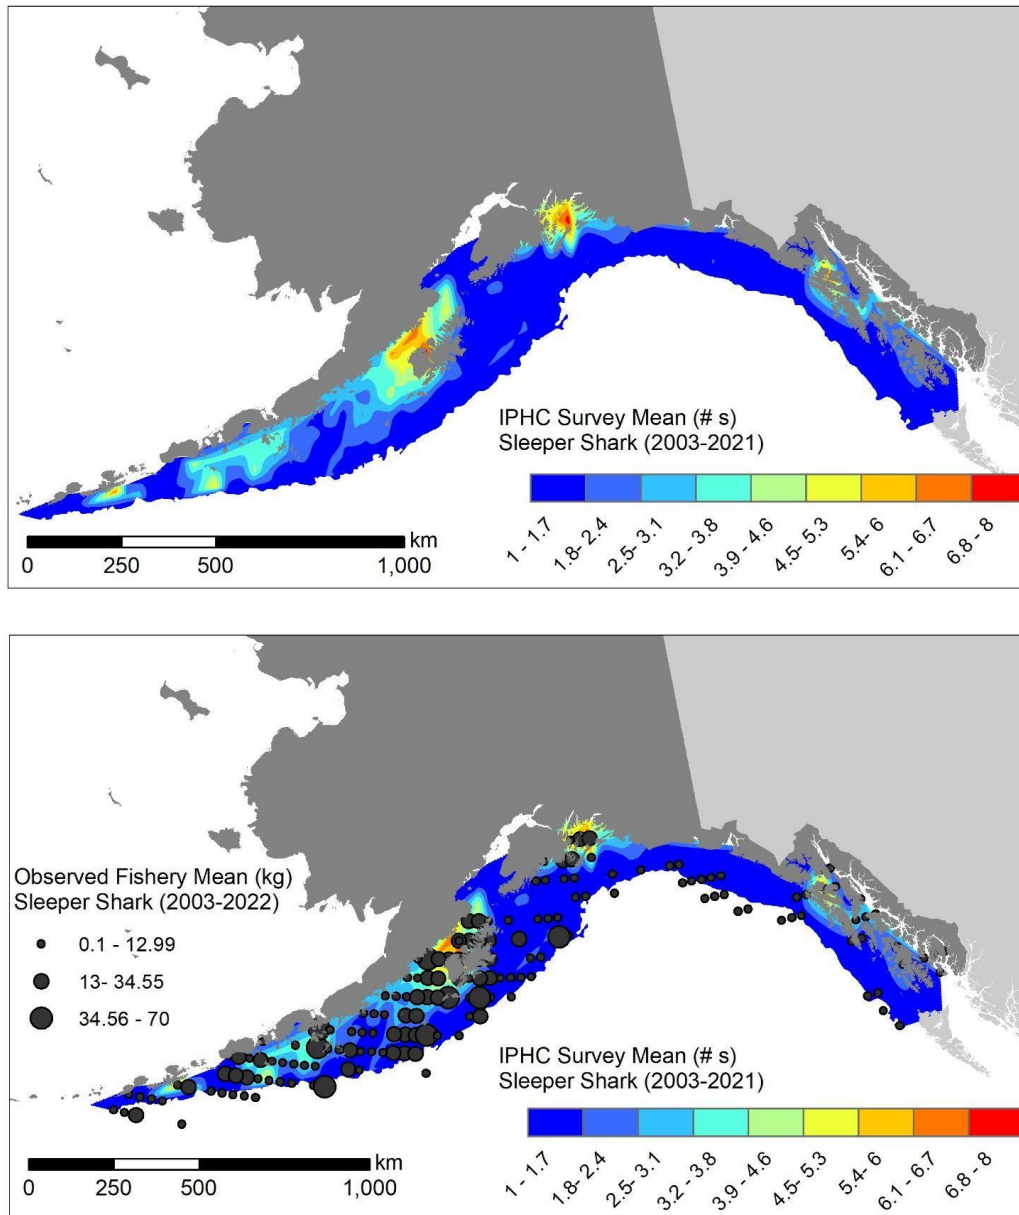 IPHC Survey Mean (# s)
Sleeper Shark (2003-2021)
km
0 250 500 1,000
1 - 1.7
1.8- 2.4
2.5- 3.1
3.2 - 3.8
3.9 - 4.6
4.5- 5.3
5.4- 6
6.1 - 6.7
6.8 - 8
Observed Fishery Mean (kg)
Sleeper Shark (2003-2022)
0.1 - 12.99
13- 34.55
34.56 - 70
IPHC Survey Mean (# s)
Sleeper Shark (2003-2021)
km
0 250 500 1,000
1 - 1.7
1.8- 2.4
2.5- 3.1
3.2 - 3.8
3.9 - 4.6
4.5- 5.3
5.4- 6
6.1 - 6.7
6.8 - 8